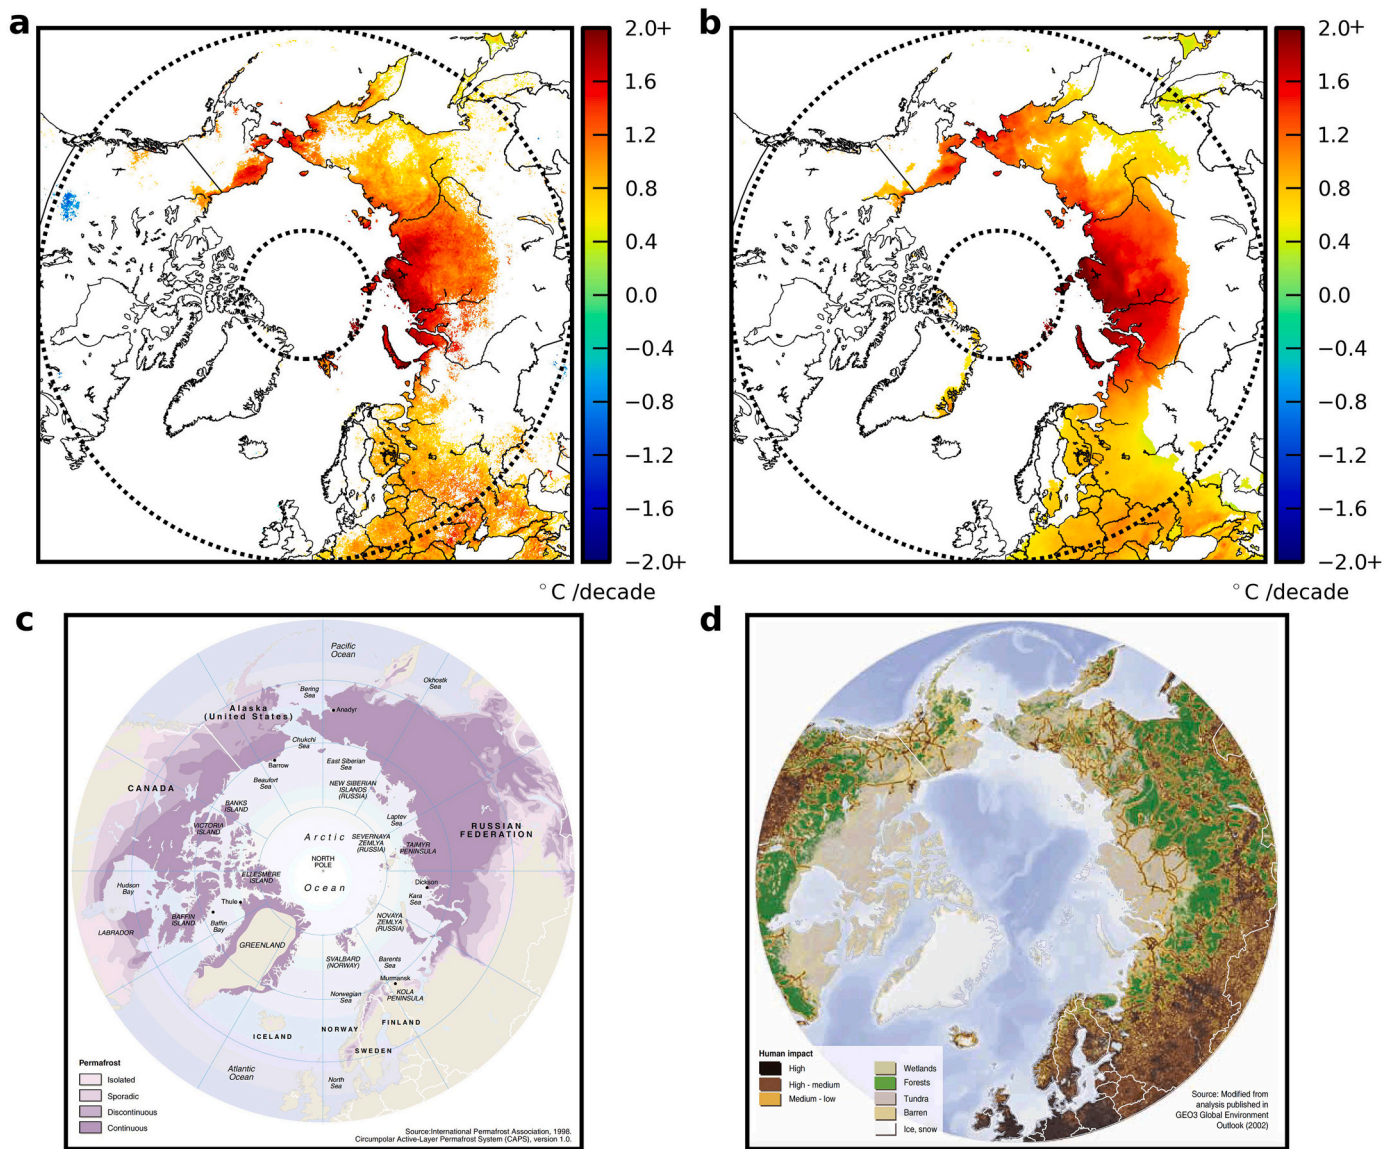 a
2.0+
1.6
1.2
0.8
0.4
0.0
−0.4
−0.8
−1.2
−1.6
−2.0+
°C /decade
b
2.0+
1.6
1.2
0.8
0.4
0.0
−0.4
−0.8
−1.2
−1.6
−2.0+
°C /decade
c
Pacific
Ocean
Okhostk
Sea
Bering
Sea
Alaska
(United States)
Anadyr
Chukchi
Sea
Barrow
East Siberian
Sea
Beaufort
Sea
CANADA
NEW SIBERIAN
ISLANDS
(RUSSIA)
BANKS
ISLAND
Laptev
Sea
VICTORIA
ISLAND
Arctic
SEVERNAYA
ZEMLYA
(RUSSIA)
RUSSIAN
FEDERATION
TAIMYR
PENINSULA
NORTH
POLE
ELLESMERE
ISLAND
Ocean
Dickson
Hudson
Bay
Kara
Sea
Thule
BAFFIN
ISLAND
Baffin
Bay
NOVAYA
ZEMLYA
(RUSSIA)
LABRADOR
GREENLAND
SVALBARD
(NORWAY)
Barents
Sea
Murmansk
KOLA
PENINSULA
Norwegian
Sea
ICELAND
NORWAY
FINLAND
SWEDEN
Atlantic
Ocean
North
Sea
Permafrost
Isolated
Sporadic
Discontinuous
Continuous
Source:International Permafrost Association, 1998.
Circumpolar Active-Layer Permafrost System (CAPS), version 1.0.
d
Human impact
High
High - medium
Medium - low
Wetlands
Forests
Tundra
Barren
Ice, snow
Source: Modified from
analysis published in
GEO3 Global Environment
Outlook (2002)